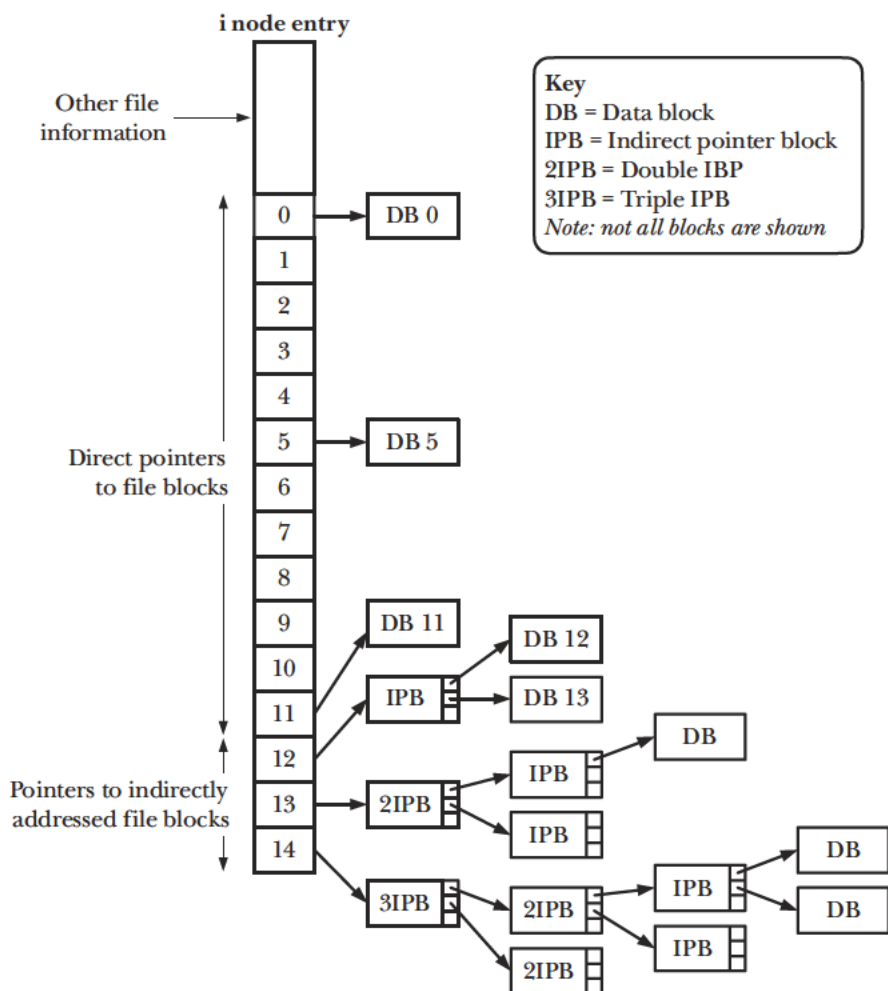 i node entry
Other file
information
Key
DB = Data block
IPB = Indirect pointer block
2IPB = Double IBP
3IPB = Triple IPB
Note: not all blocks are shown
0
DB 0
1
2
3
4
5
DB 5
Direct pointers
to file blocks
6
7
8
9
DB 11
DB 12
10
IPB
DB 13
11
12
DB
IPB
Pointers to indirectly
addressed file blocks
13
2IPB
IPB
14
DB
3IPB
2IPB
IPB
DB
IPB
2IPB